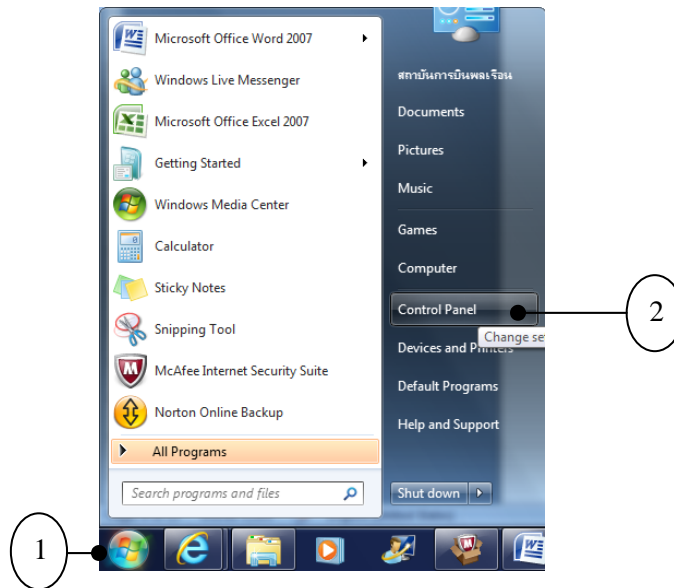 Microsoft Office Word 2007
Windows Live Messenger
Microsoft Office Excel 2007
Getting Started
Windows Media Center
Calculator
Sticky Notes
Snipping Tool
McAfee Internet Security Suite
Norton Online Backup
All Programs
Search programs and files
สถาบันการบินพลเรือน
Documents
Pictures
Music
Games
Computer
Control Panel
Change se
Devices and Printers
Default Programs
Help and Support
Shut down
1
2